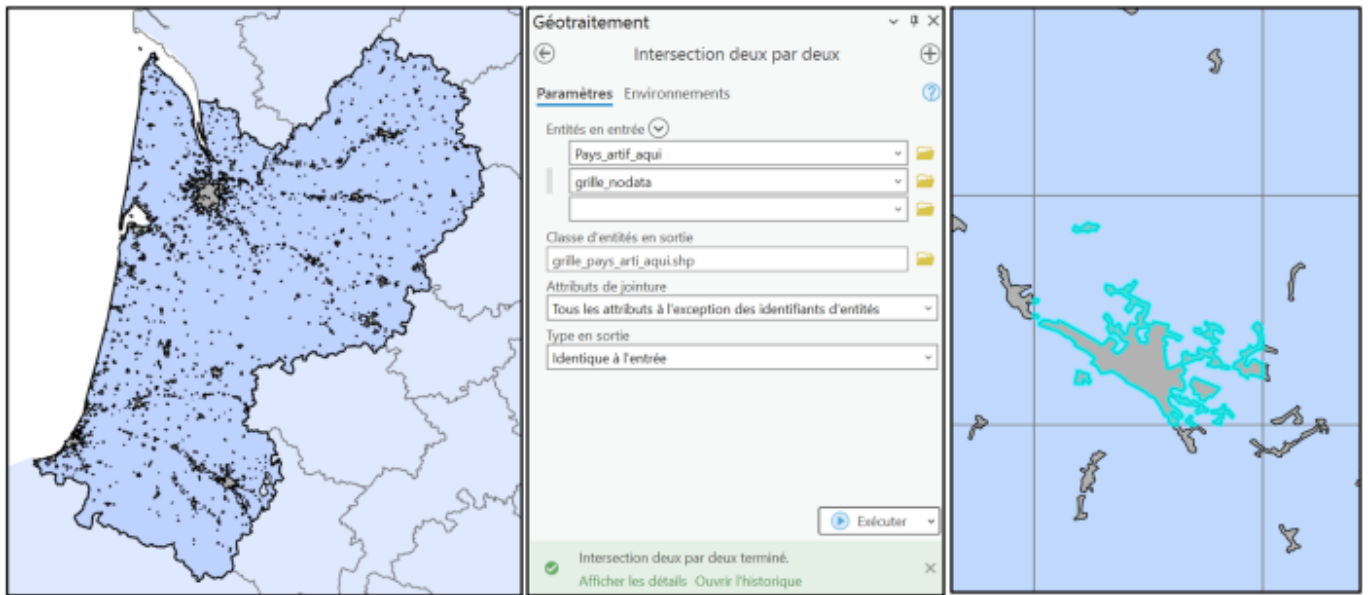 Géotraitement
Intersection deux par deux
Paramètres Environnements
Entités en entrée
Pays_artif_aqui
grille_nodata
Classe d'entités en sortie
grille_pays_arti_aqui.shp
Attributs de jointure
Tous les attributs à l'exception des identifiants d'entités
Type en sortie
Identique à l'entrée
Exécuter
Intersection deux par deux terminé.
Afficher les détails Ouvrir l'historique